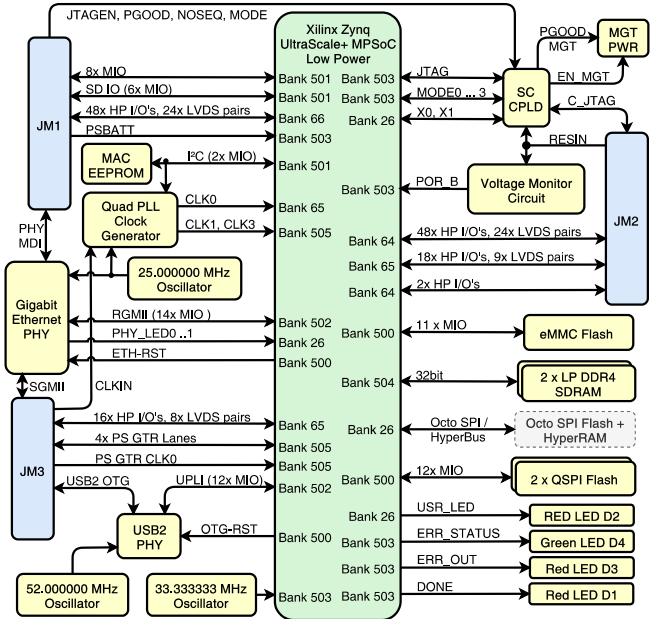 JTAGEN, PGOOD, NOSEQ, MODE
Xilinx Zynq
UltraScale+ MPSoC
Low Power
PGOOD
MGT
MGT
PWR
EN_MGT
JM1
8x MIO
Bank 501
SD IO (6x MIO)
Bank 501
48x HP I/O's, 24x LVDS pairs
Bank 66
PSBATT
Bank 503
Bank 503
JTAG
Bank 503
MODE0 ... 3
Bank 26
X0, X1
SC
CPLD
C_JTAG
RESIN
MAC
EEPROM
I²C (2x MIO)
Bank 501
Bank 503
POR_B
Voltage Monitor
Circuit
JM2
Quad PLL
Clock
Generator
CLK0
Bank 65
CLK1, CLK3
Bank 505
PHY
MDI
Bank 64
48x HP I/O's, 24x LVDS pairs
Bank 65
18x HP I/O's, 9x LVDS pairs
Bank 64
2x HP I/O's
25.000000 MHz
Oscillator
Gigabit
Ethernet
PHY
RGMII (14x MIO )
Bank 502
PHY_LED0 ..1
Bank 26
ETH-RST
Bank 500
Bank 500
11 x MIO
eMMC Flash
SGMII
CLKIN
Bank 504
32bit
2 x LP DDR4
SDRAM
JM3
16x HP I/O's, 8x LVDS pairs
Bank 65
4x PS GTR Lanes
Bank 505
PS GTR CLK0
Bank 505
USB2 OTG
UPLI (12x MIO)
Bank 502
Bank 26
Octo SPI /
HyperBus
Octo SPI Flash +
HyperRAM
Bank 500
12x MIO
2 x QSPI Flash
USB2
PHY
OTG-RST
Bank 500
Bank 26
USR_LED
RED LED D2
Bank 503
ERR_STATUS
Green LED D4
Bank 503
ERR_OUT
Red LED D3
Bank 503
DONE
Red LED D1
52.000000 MHz
Oscillator
33.333333 MHz
Oscillator
Bank 503